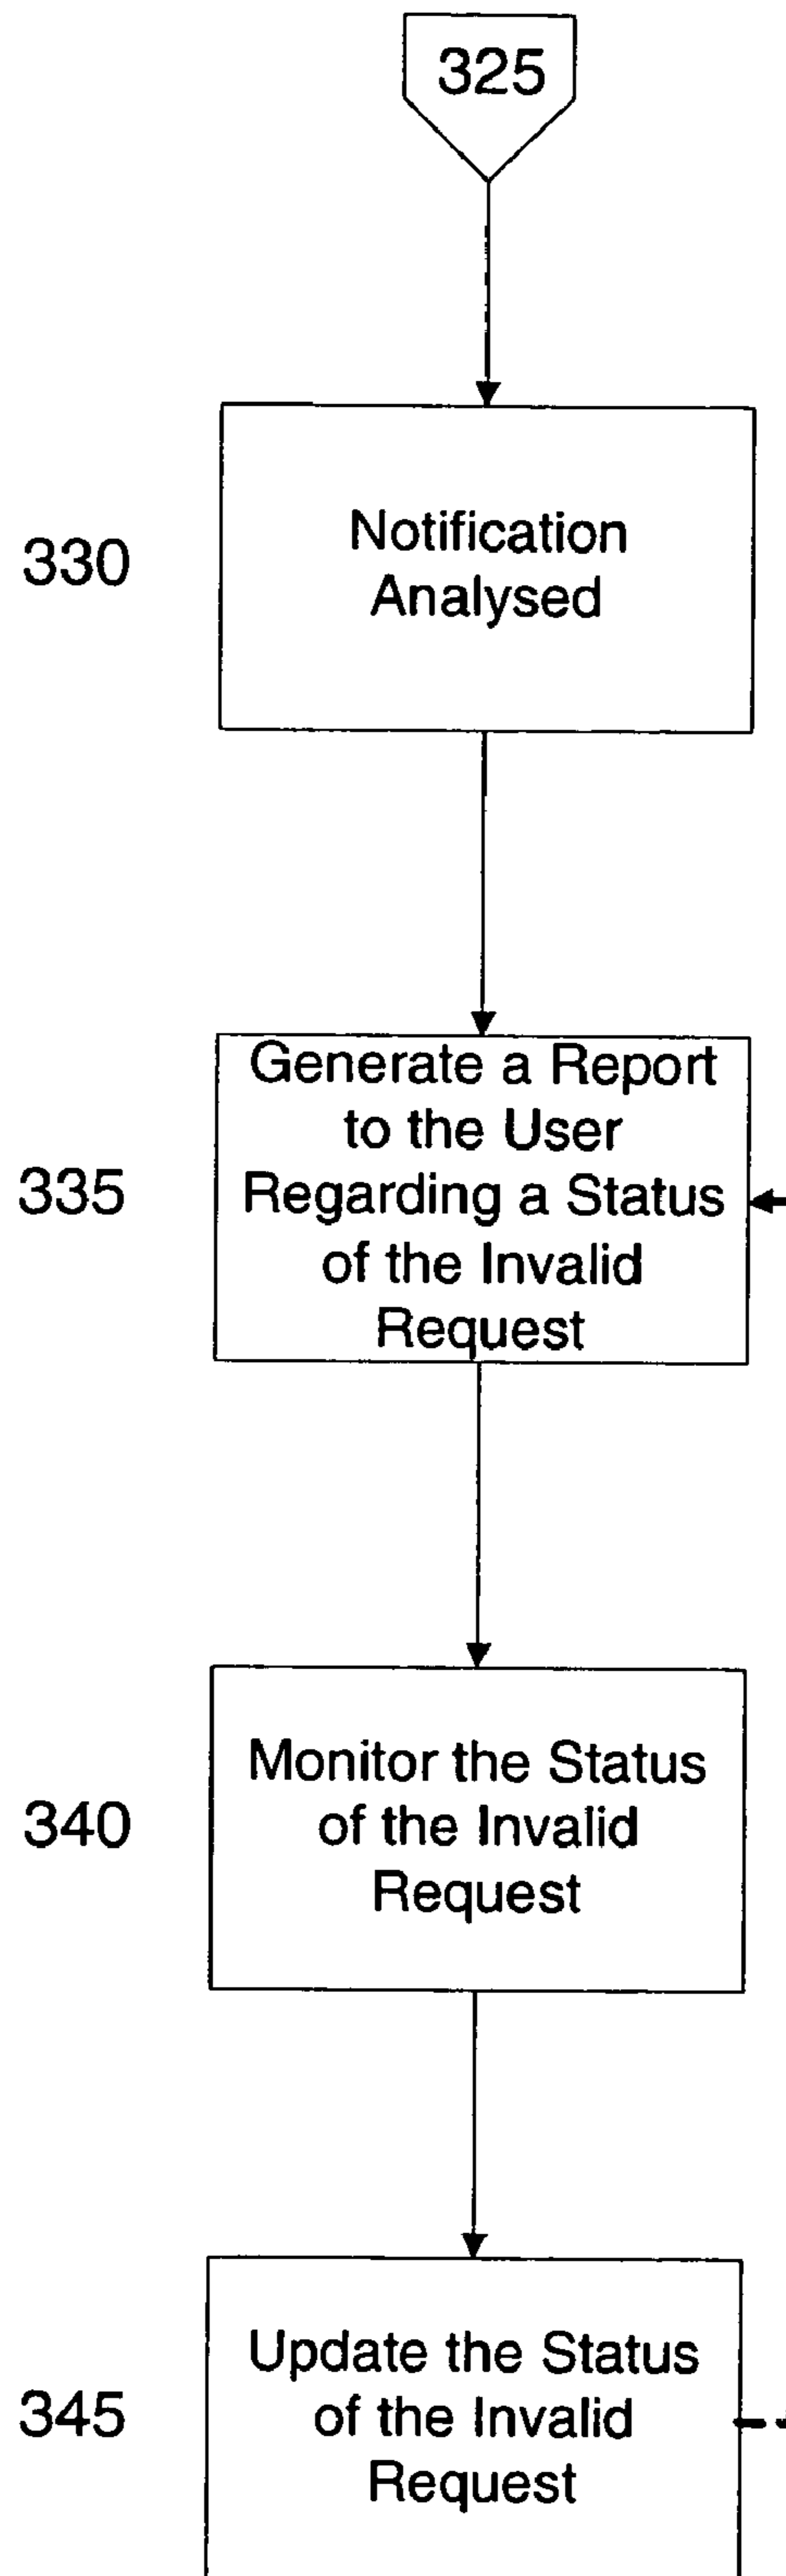 325
330
Notification
Analysed
335
Generate a Report
to the User
Regarding a Status
of the Invalid
Request
340
Monitor the Status
of the Invalid
Request
345
Update the Status
of the Invalid
Request